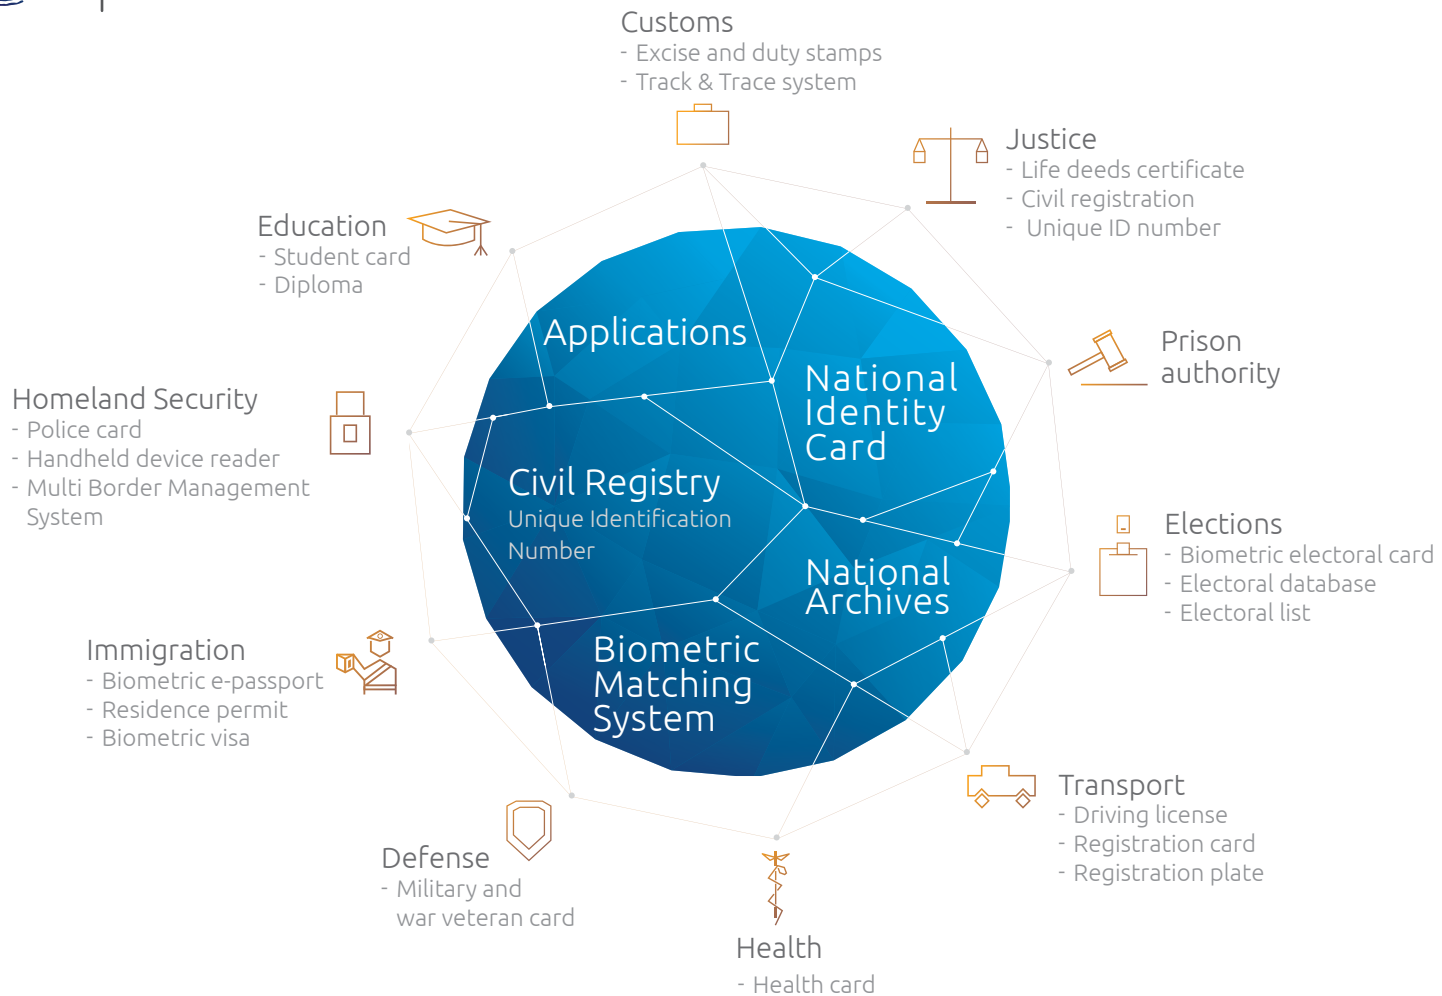 Customs
- Excise and duty stamps
- Track & Trace system
Justice
- Life deeds certificate
- Civil registration
- Unique ID number
Education
- Student card
- Diploma
Applications
Prison
authority
National
Identity
Card
Homeland Security
- Police card
- Handheld device reader
- Multi Border Management
System
Civil Registry
Unique Identification
Number
Elections
- Biometric electoral card
- Electoral database
- Electoral list
National
Archives
Immigration
- Biometric e-passport
- Residence permit
- Biometric visa
Biometric
Matching
System
Transport
- Driving license
- Registration card
- Registration plate
Defense
- Military and
war veteran card
Health
- Health card